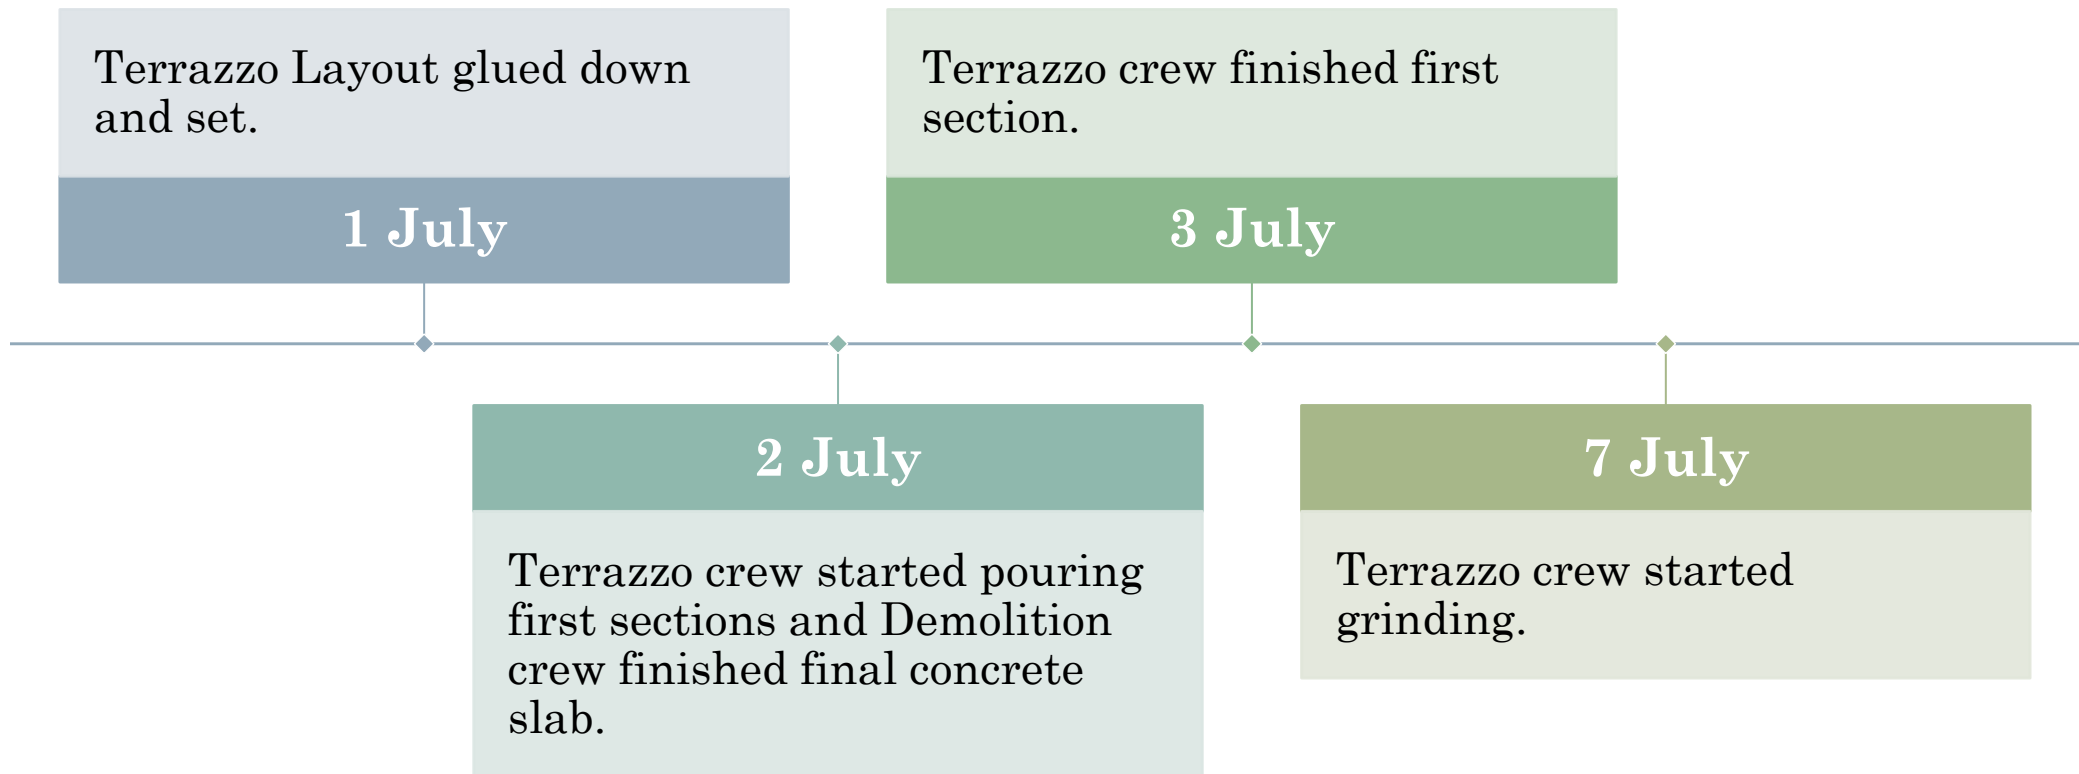 Terrazzo Layout glued down
and set.
1 July
2 July
Terrazzo crew started pouring
first sections and Demolition
crew finished final concrete
slab.
Terrazzo crew finished first
section.
3 July
7 July
Terrazzo crew started
grinding.